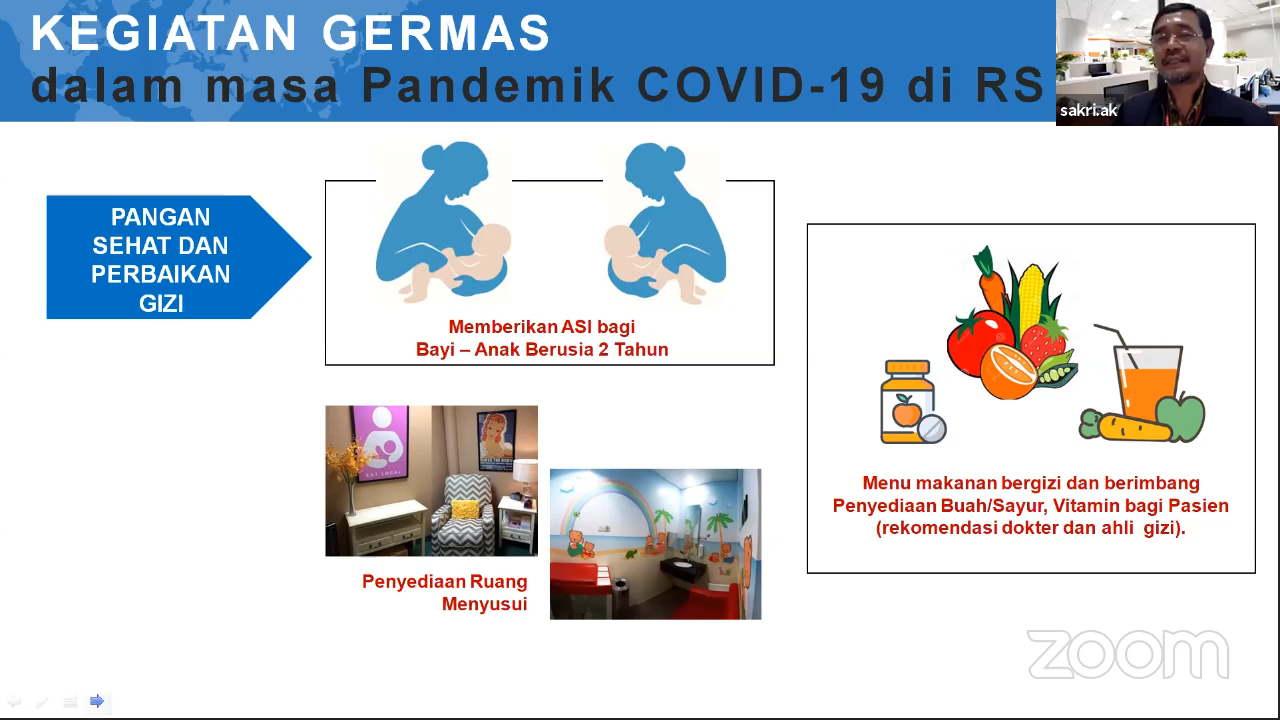 KEGIATAN GERMAS
dalam masa Pandemik COVID-19 di RS
sakri.ak
PANGAN
SEHAT DAN
PERBAIKAN
GIZI
Memberikan ASI bagi
Bayi – Anak Berusia 2 Tahun
EAT LOCAL
Penyediaan Ruang
Menyusui
Menu makanan bergizi dan berimbang
Penyediaan Buah/Sayur, Vitamin bagi Pasien
(rekomendasi dokter dan ahli gizi).
zoom